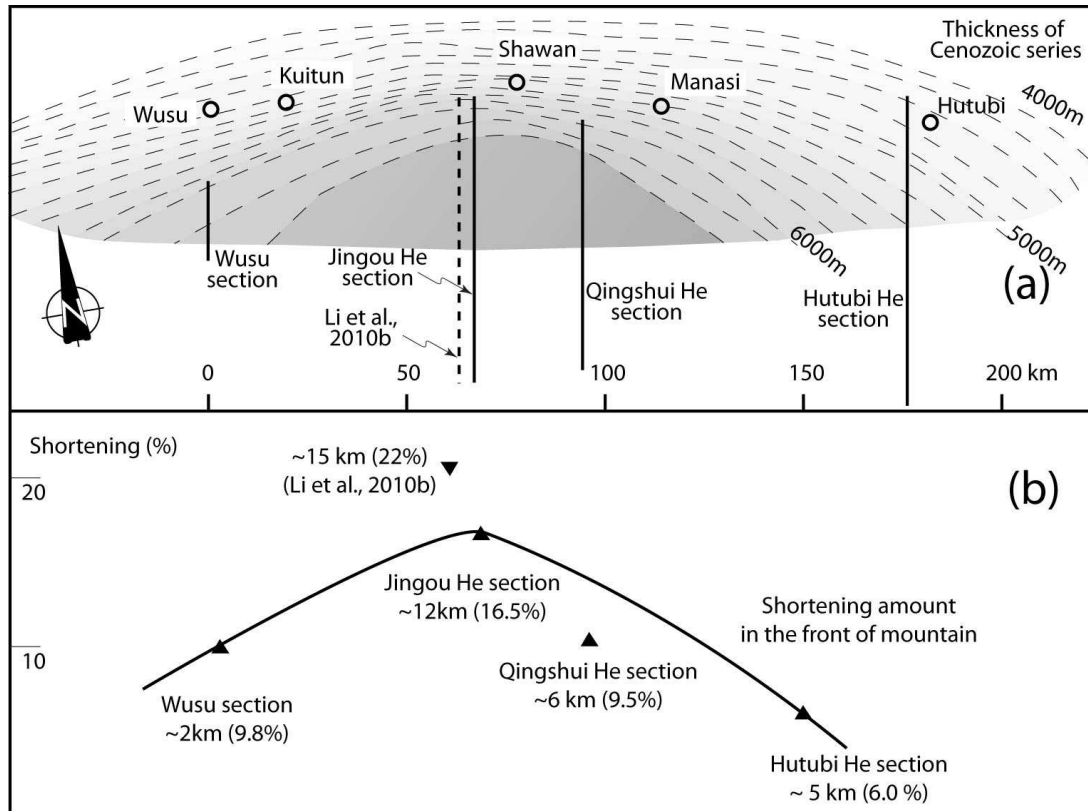 Thickness of
Cenozoic series
Shawan
Kuitun
Manasi
Wusu
Hutubi
4000m
5000m
6000m
Wusu
section
Jingou He
section
Li et al.,
2010b
Qingshui He
section
Hutubi He
section
(a)
N
0
50
100
150
200 km
Shortening (%)
~15 km (22%)
(Li et al., 2010b)
(b)
20
Jingou He section
~12km (16.5%)
Shortening amount
in the front of mountain
10
Qingshui He section
~6 km (9.5%)
Wusu section
~2km (9.8%)
Hutubi He section
~ 5 km (6.0 %)